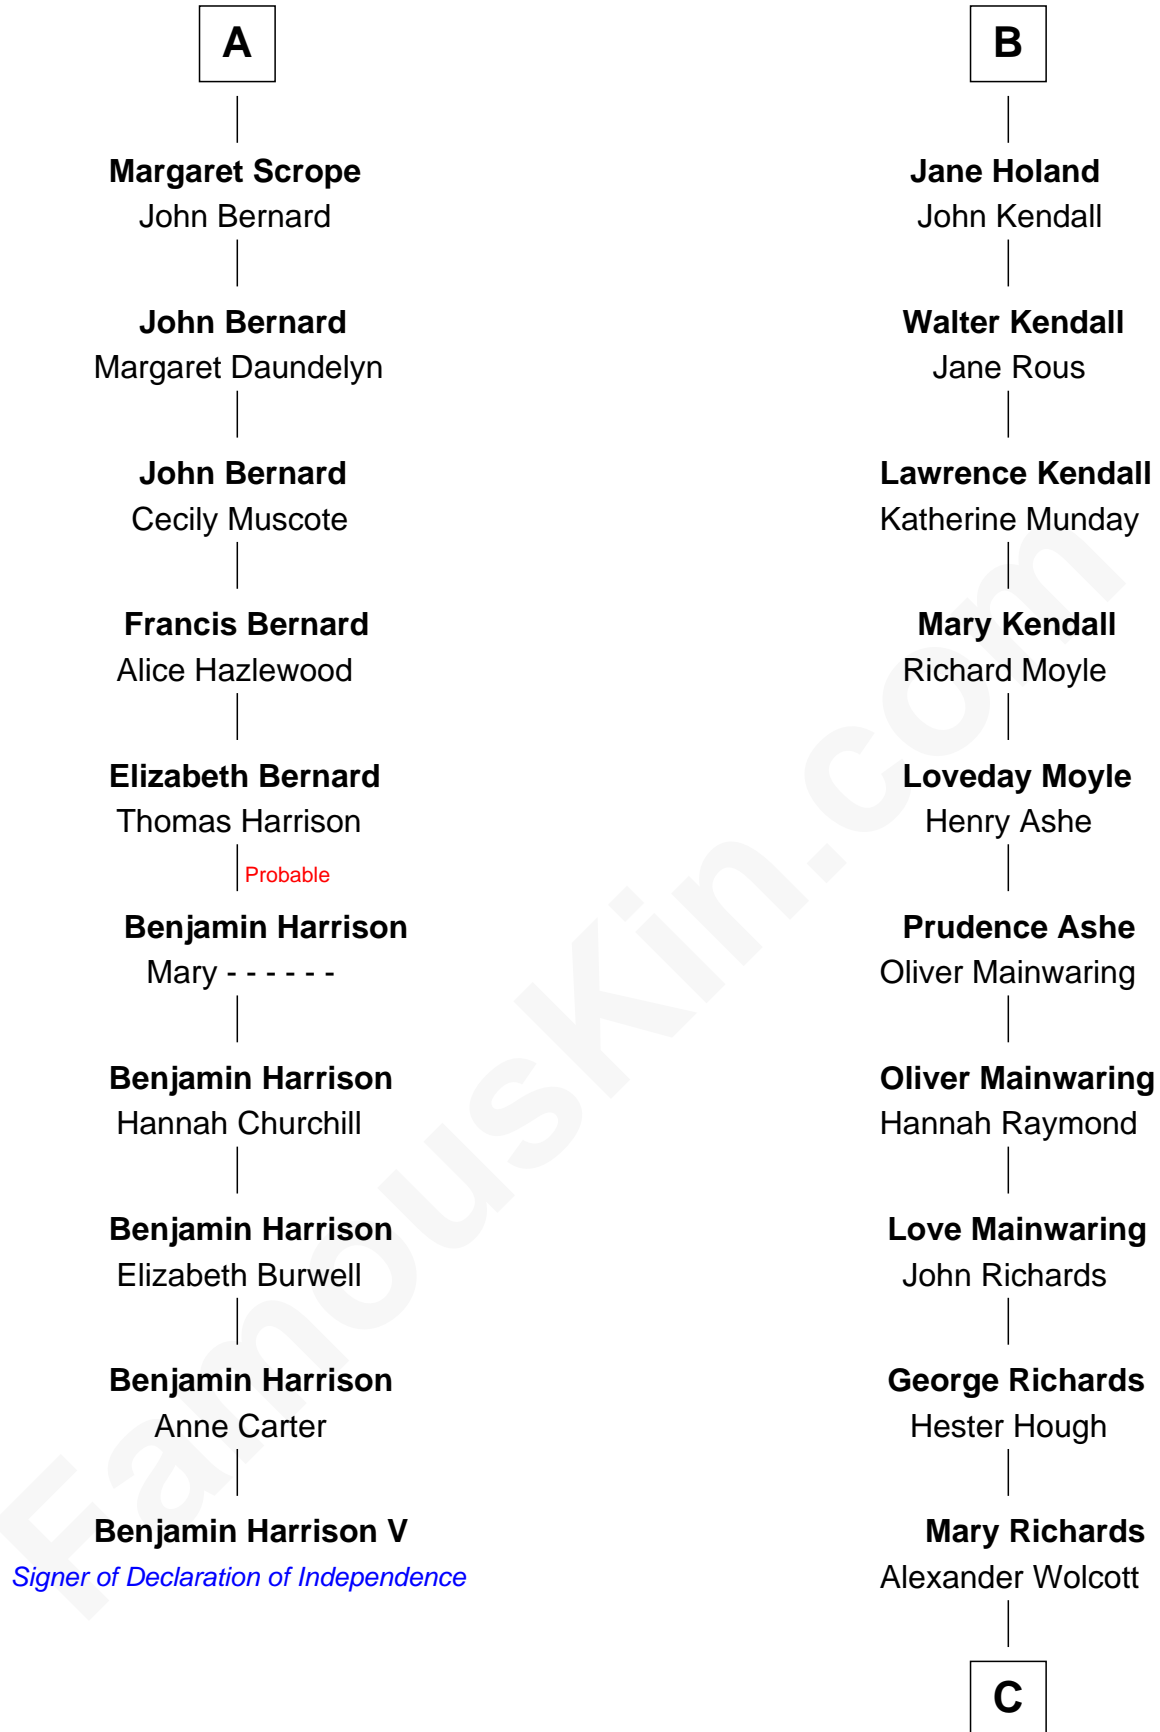 A
Margaret Scrope
John Bernard
John Bernard
Margaret Daundelyn
John Bernard
Cecily Muscote
Francis Bernard
Alice Hazlewood
Elizabeth Bernard
Thomas Harrison
Probable
Benjamin Harrison
Mary - - - - - -
Benjamin Harrison
Hannah Churchill
Benjamin Harrison
Elizabeth Burwell
Benjamin Harrison
Anne Carter
Benjamin Harrison V
Signer of Declaration of Independence
B
Jane Holand
John Kendall
Walter Kendall
Jane Rous
Lawrence Kendall
Katherine Munday
Mary Kendall
Richard Moyle
Loveday Moyle
Henry Ashe
Prudence Ashe
Oliver Mainwaring
Oliver Mainwaring
Hannah Raymond
Love Mainwaring
John Richards
George Richards
Hester Hough
Mary Richards
Alexander Wolcott
C
FamousKin.com